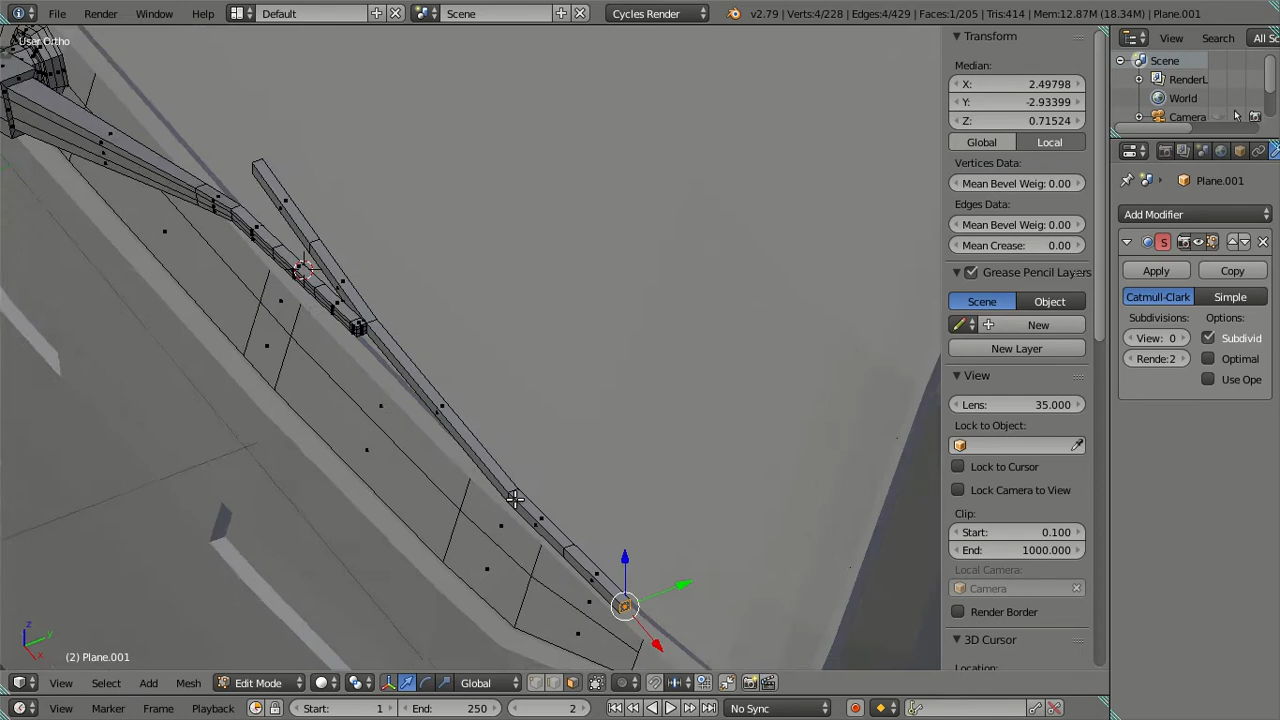 File Render Window Help Default Scene Cycles Render v2.79 | Verts:4/228 | Edges:4/429 | Faces:1/205 | Tris:414 | Mem:12.87M (18.34M) | Plane.001
User Ortho
Transform
Median:
X: 2.49798
Y: -2.93399
Z: 0.71524
Global Local
Vertices Data:
Mean Bevel Weig: 0.00
Edges Data:
Mean Bevel Weig: 0.00
Mean Crease: 0.00
Grease Pencil Layers
Scene Object
New
New Layer
View
Lens: 35.000
Lock to Object:
Lock to Cursor
Lock Camera to View
Clip:
Start: 0.100
End: 1000.000
Local Camera:
Camera
Render Border
3D Cursor
Location:
View Search All Sc
Scene
RenderL
World
Camera
Plane.001
Add Modifier
S
Apply Copy
Catmull-Clark Simple
Subdivisions: Options:
View: 0 Subdivid
Rende:2 Optimal
Use Ope
z y x
(2) Plane.001
View Select Add Mesh Edit Mode Global
View Marker Frame Playback Start: 1 End: 250 2 No Sync